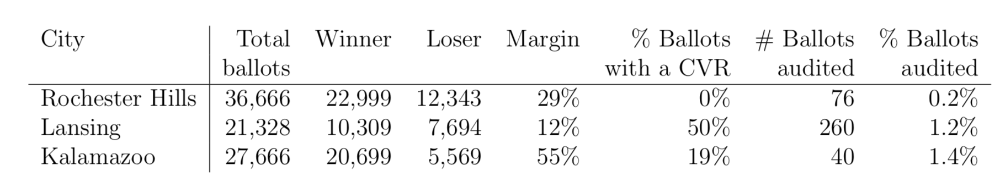 City Total Winner Loser Margin % Ballots # Ballots % Ballots
ballots with a CVR audited audited
Rochester Hills 36,666 22,999 12,343 29% 0% 76 0.2%
Lansing 21,328 10,309 7,694 12% 50% 260 1.2%
Kalamazoo 27,666 20,699 5,569 55% 19% 40 1.4%